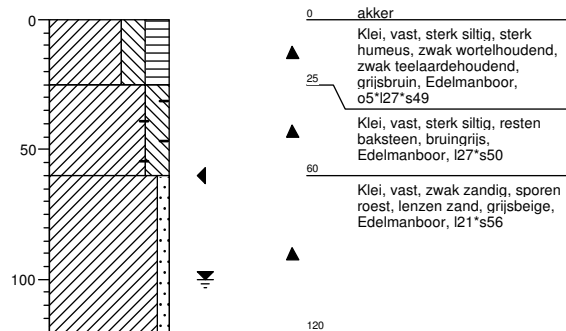 0
50
100
0
akker
Klei, vast, sterk siltig, sterk
humeus, zwak wortelhoudend,
zwak teelaardehoudend,
grijsbruin, Edelmanboor,
o5*l27*s49
25
Klei, vast, sterk siltig, resten
baksteen, bruingrijs,
Edelmanboor, l27*s50
60
Klei, vast, zwak zandig, sporen
roest, lenzen zand, grijsbeige,
Edelmanboor, l21*s56
120